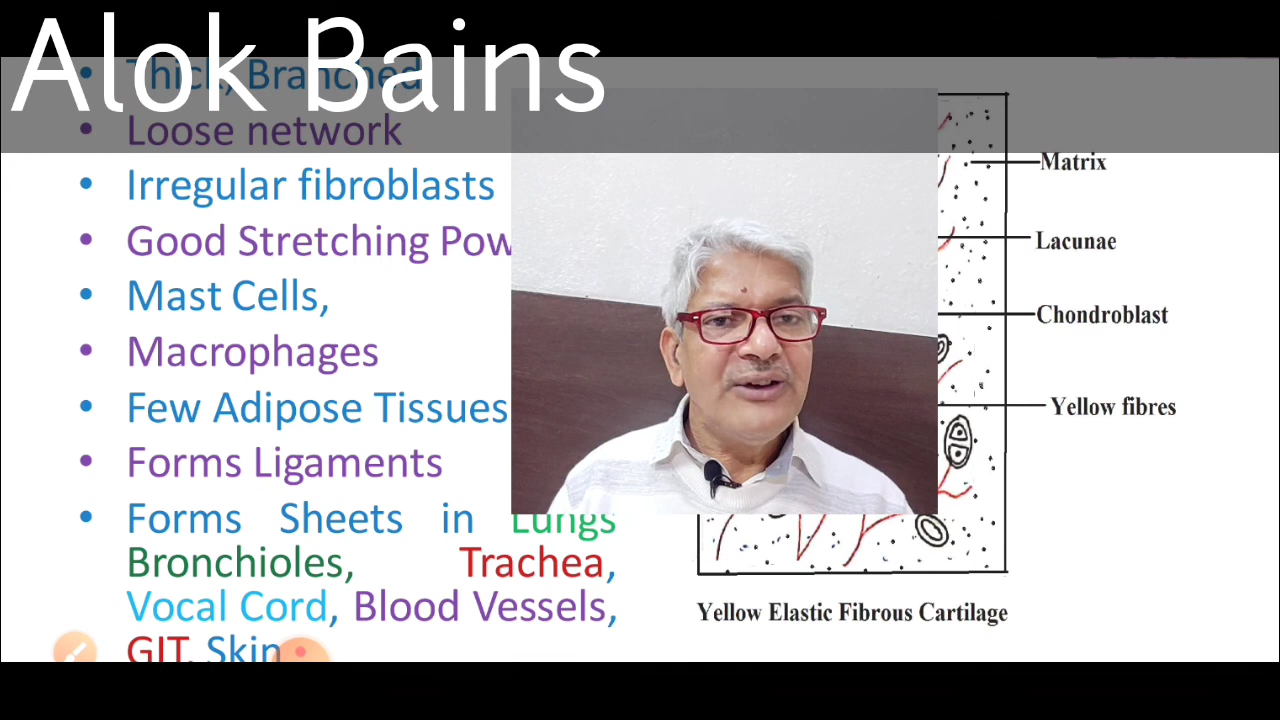 Alok Bains
• Thick, Branched
• Loose network
• Irregular fibroblasts
• Good Stretching Pow
• Mast Cells,
• Macrophages
• Few Adipose Tissues
• Forms Ligaments
• Forms Sheets in Lungs
Bronchioles, Trachea,
Vocal Cord, Blood Vessels,
GIT, Skin
Matrix
Lacunae
Chondroblast
Yellow fibres
Yellow Elastic Fibrous Cartilage